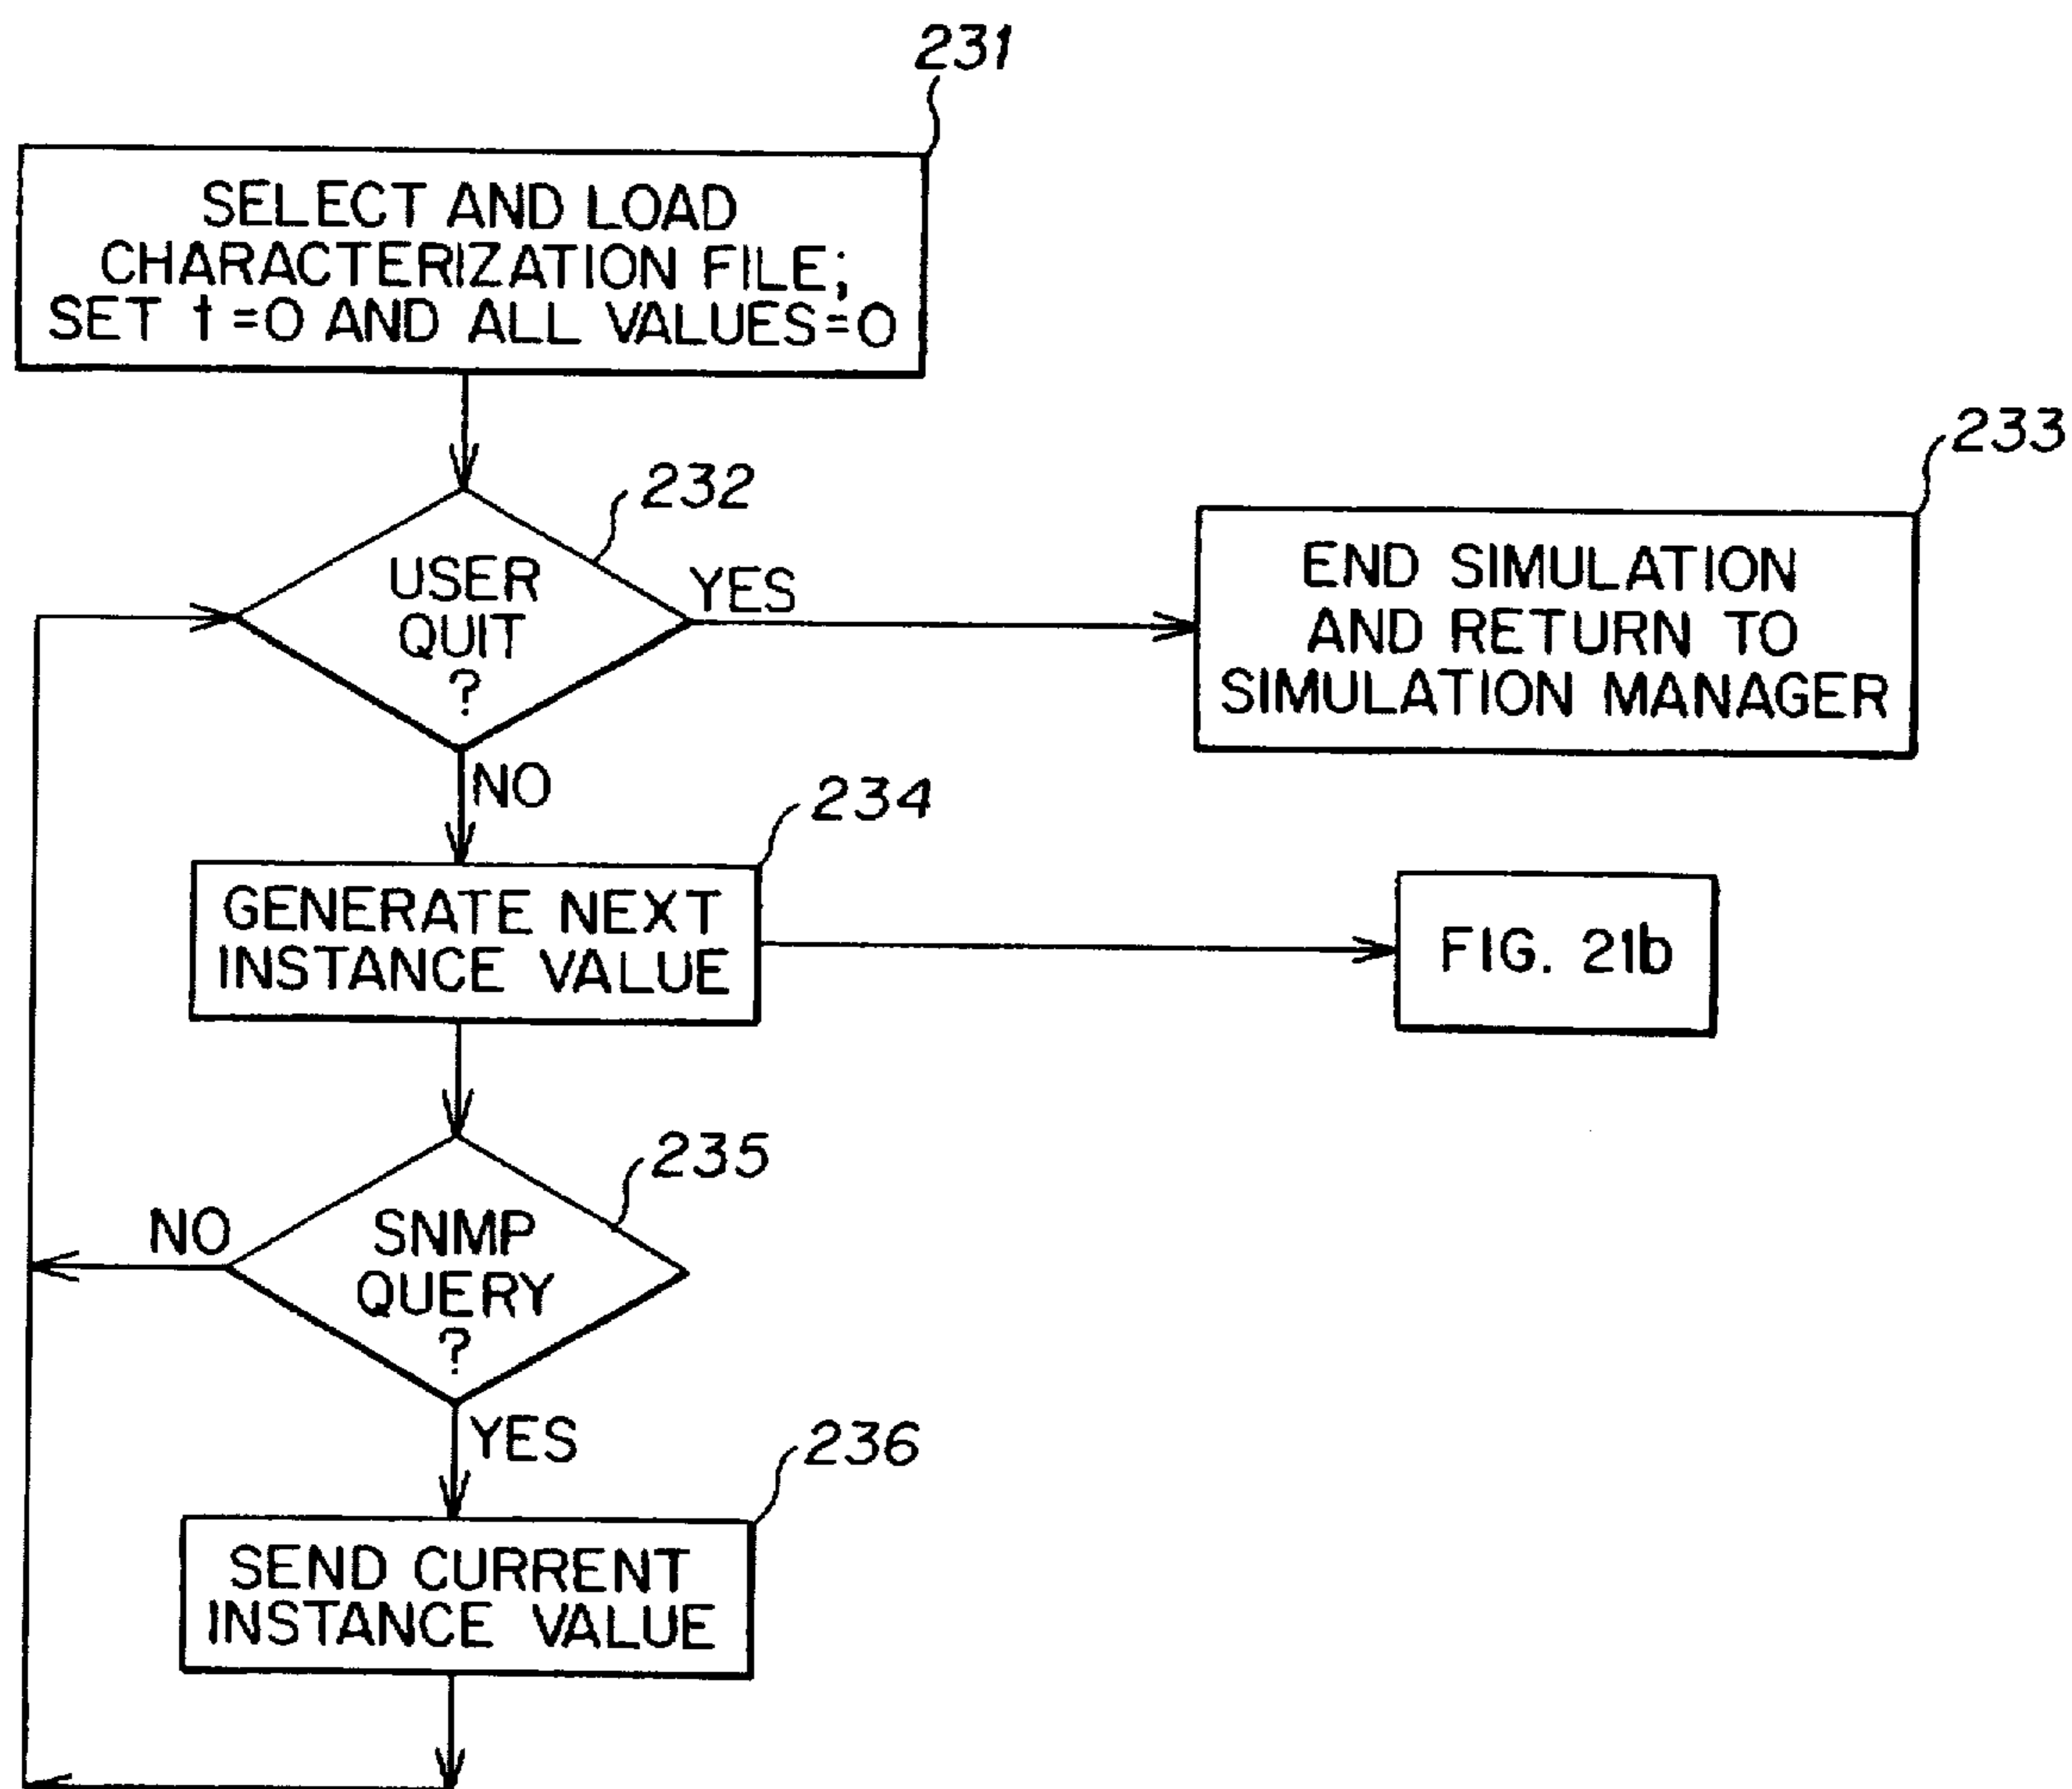 231
SELECT AND LOAD
CHARACTERIZATION FILE;
SET t=0 AND ALL VALUES=0
232
USER
QUIT
?
YES
233
END SIMULATION
AND RETURN TO
SIMULATION MANAGER
NO
234
GENERATE NEXT
INSTANCE VALUE
FIG. 21b
235
SNMP
QUERY
?
NO
YES
236
SEND CURRENT
INSTANCE VALUE